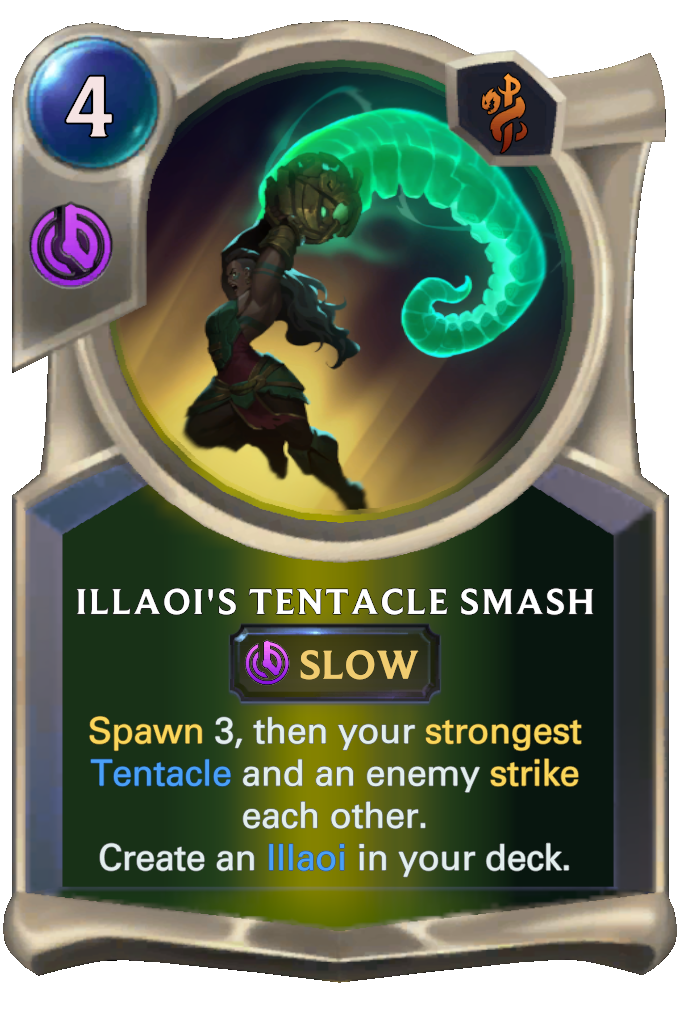 4
ILLAOI'S TENTACLE SMASH
SLOW
Spawn 3, then your strongest
Tentacle and an enemy strike
each other.
Create an Illaoi in your deck.